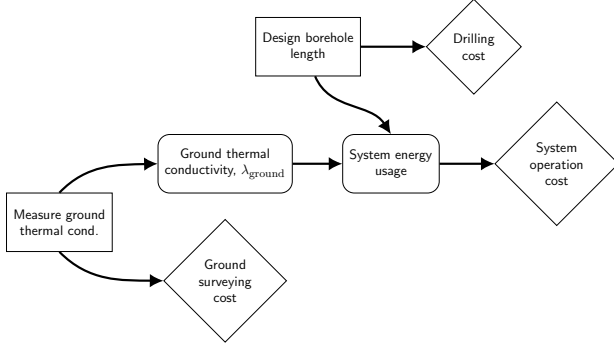 Design borehole
length
Drilling
cost
Ground thermal
conductivity, λground
System energy
usage
System
operation
cost
Measure ground
thermal cond.
Ground
surveying
cost